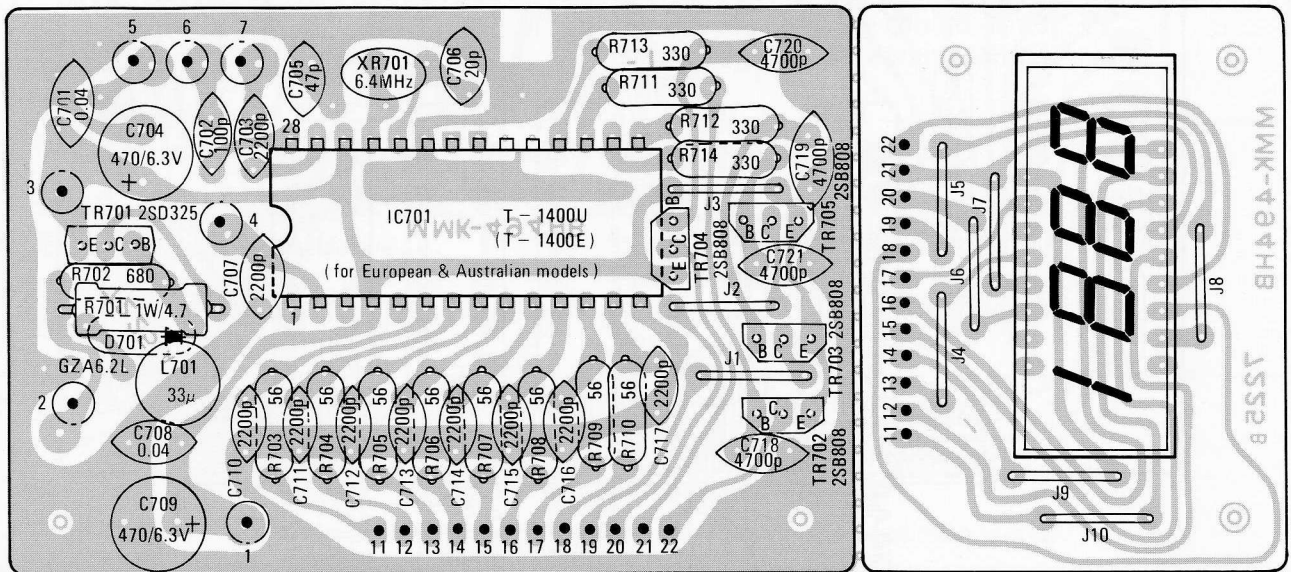 5 6 7
C701
0.04
C704
470/6.3V
+
C702
100p
C703
2200p
C705
47p
XR701
6.4MHz
C706
20p
R713 330
R711 330
R712 330
R714 330
C720
4700p
C719
4700p
28
3
4
TR701 2SD325
E C B
R702 680
R701 1W/4.7
D701
GZA6.2L
L701
33μ
2
C708
0.04
C709
470/6.3V
+
1
C707
2200p
IC701
T-1400U
(T-1400E)
(for European & Australian models)
MMK-494HB
1
B C E
TR704
2SB808
J3
B C E
TR705
2SB808
C721
4700p
J2
B C E
TR703 2SB808
J1
B C E
TR702
2SB808
C718
4700p
C710
2200p
R703 56
C711
2200p
R704 56
C712
2200p
R705 56
C713
2200p
R706 56
C714
2200p
R707 56
C715
2200p
R708 56
C716
2200p
R709 56
R710 56
C717
2200p
11 12 13 14 15 16 17 18 19 20 21 22
22
21
20
19
18
17
16
15
14
13
12
11
J5
J7
J6
J4
J8
J9
J10
188.8
MMK-494HB
7225B